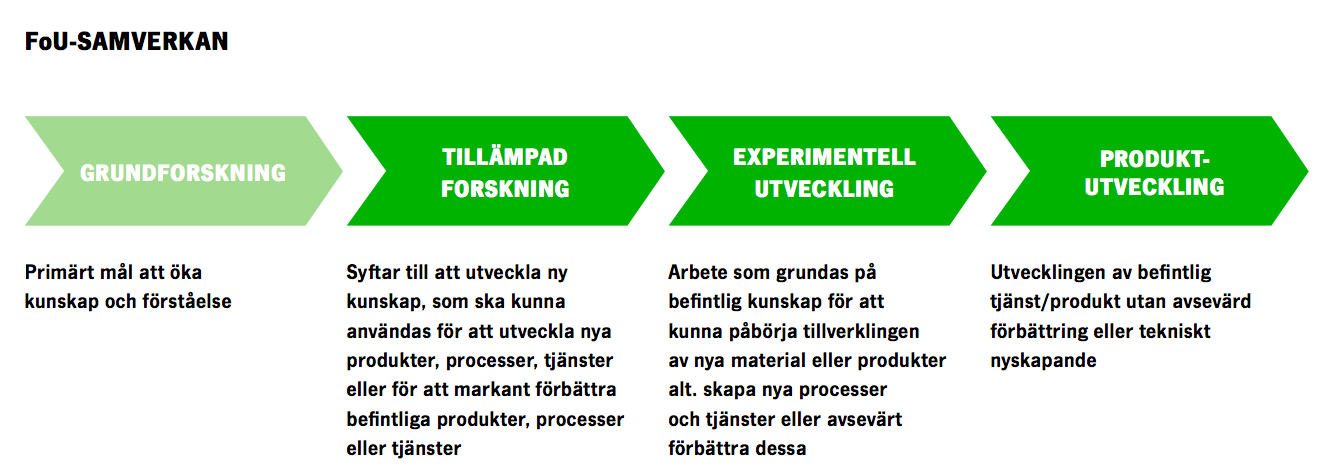 FoU-SAMVERKAN
GRUNDFORSKNING
Primärt mål att öka
kunskap och förståelse
TILLÄMPAD
FORSKNING
Syftar till att utveckla ny
kunskap, som ska kunna
användas för att utveckla nya
produkter, processer, tjänster
eller för att markant förbättra
befintliga produkter, processer
eller tjänster
EXPERIMENTELL
UTVECKLING
Arbete som grundas på
befintlig kunskap för att
kunna påbörja tillverklingen
av nya material eller produkter
alt. skapa nya processer
och tjänster eller avsevärt
förbättra dessa
PRODUKT-
UTVECKLING
Utvecklingen av befintlig
tjänst/produkt utan avsevärd
förbättring eller tekniskt
nyskapande